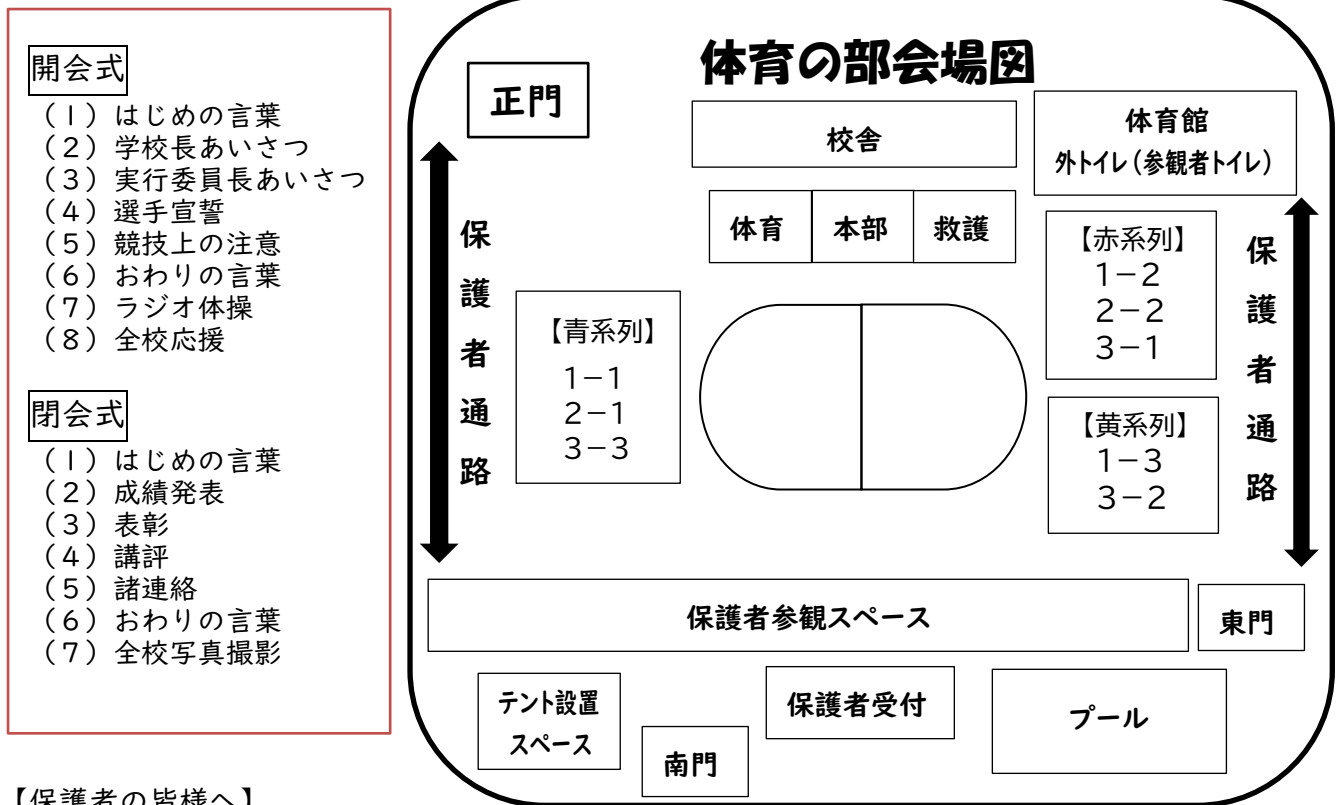 開会式
（１）はじめの言葉
（２）学校長あいさつ
（３）実行委員長あいさつ
（４）選手宣誓
（５）競技上の注意
（６）おわりの言葉
（７）ラジオ体操
（８）全校応援
閉会式
（１）はじめの言葉
（２）成績発表
（３）表彰
（４）講評
（５）諸連絡
（６）おわりの言葉
（７）全校写真撮影
体育の部会場図
正門
校舎
体育館
外トイレ（参観者トイレ）
体育
本部
救護
保護者通路
【青系列】
１－１
２－１
３－３
【赤系列】
１－２
２－２
３－１
【黄系列】
１－３
３－２
保護者通路
保護者参観スペース
東門
テント設置
スペース
南門
保護者受付
プール
【保護者の皆様へ】